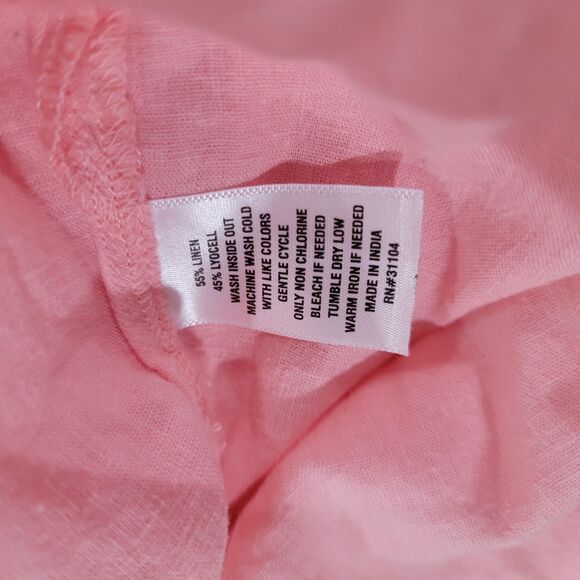 55% LINEN
45% LYOCELL
WASH INSIDE OUT
MACHINE WASH COLD
WITH LIKE COLORS
GENTLE CYCLE
ONLY NON CHLORINE
BLEACH IF NEEDED
TUMBLE DRY LOW
WARM IRON IF NEEDED
MADE IN INDIA
RN#31104